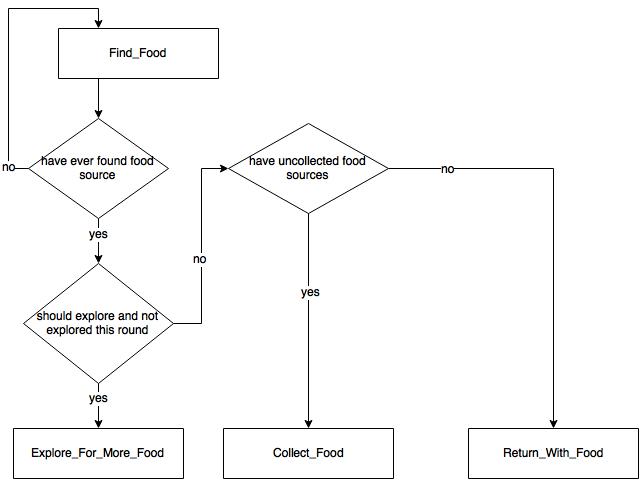 Find_Food
have ever found food
source
no
yes
should explore and not
explored this round
no
yes
have uncollected food
sources
no
yes
Explore_For_More_Food
Collect_Food
Return_With_Food